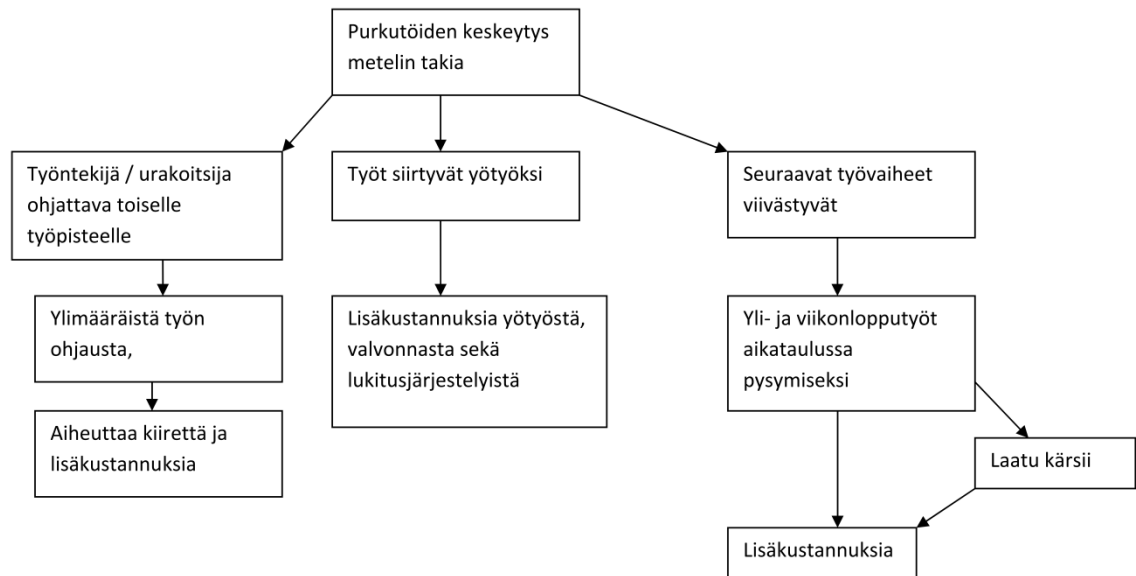 Purkutöiden keskeytys
metelin takia
Työntekijä / urakoitsija
ohjattava toiselle
työpisteelle
Työt siirtyvät yötyöksi
Seuraavat työvaiheet
viivästyvät
Ylimääräistä työn
ohjausta,
Lisäkustannuksia yötyöstä,
valvonnasta sekä
lukitusjärjestelyistä
Yli- ja viikonlopputyöt
aikataulussa
pysymiseksi
Aiheuttaa kiirettä ja
lisäkustannuksia
Laatu kärsii
Lisäkustannuksia